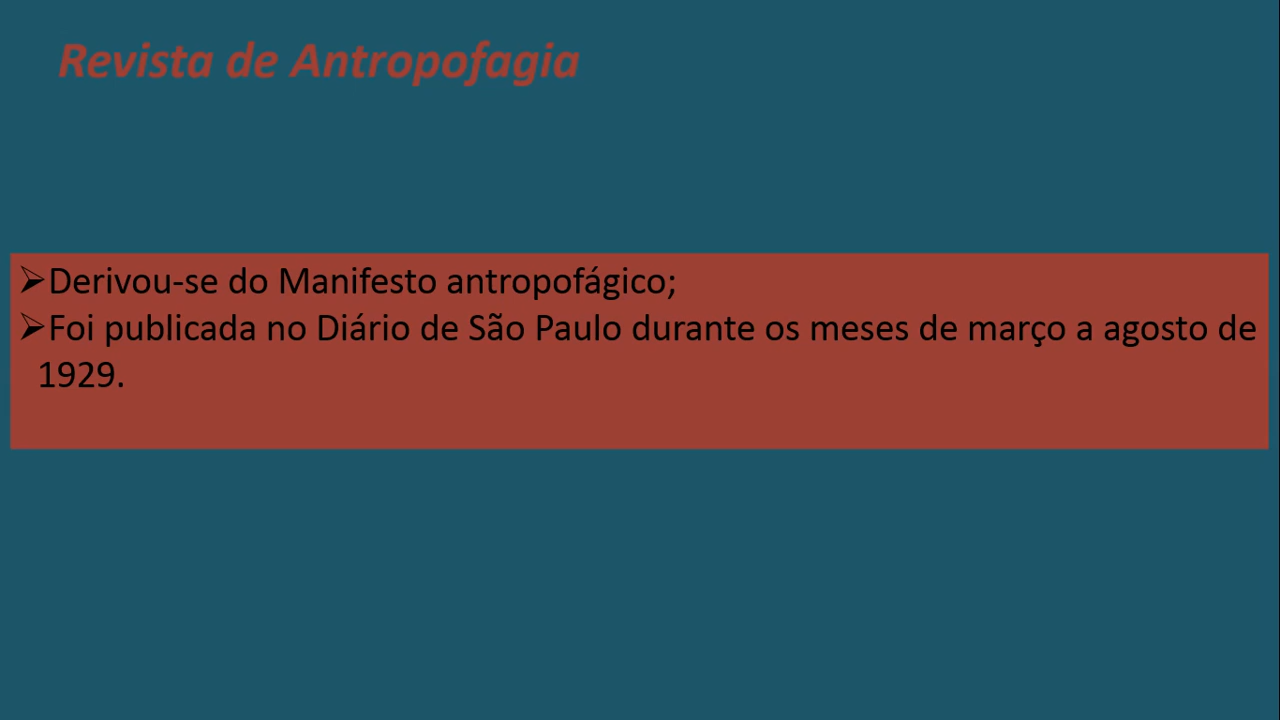 Revista de Antropofagia
➢Derivou-se do Manifesto antropofágico;
➢Foi publicada no Diário de São Paulo durante os meses de março a agosto de
1929.